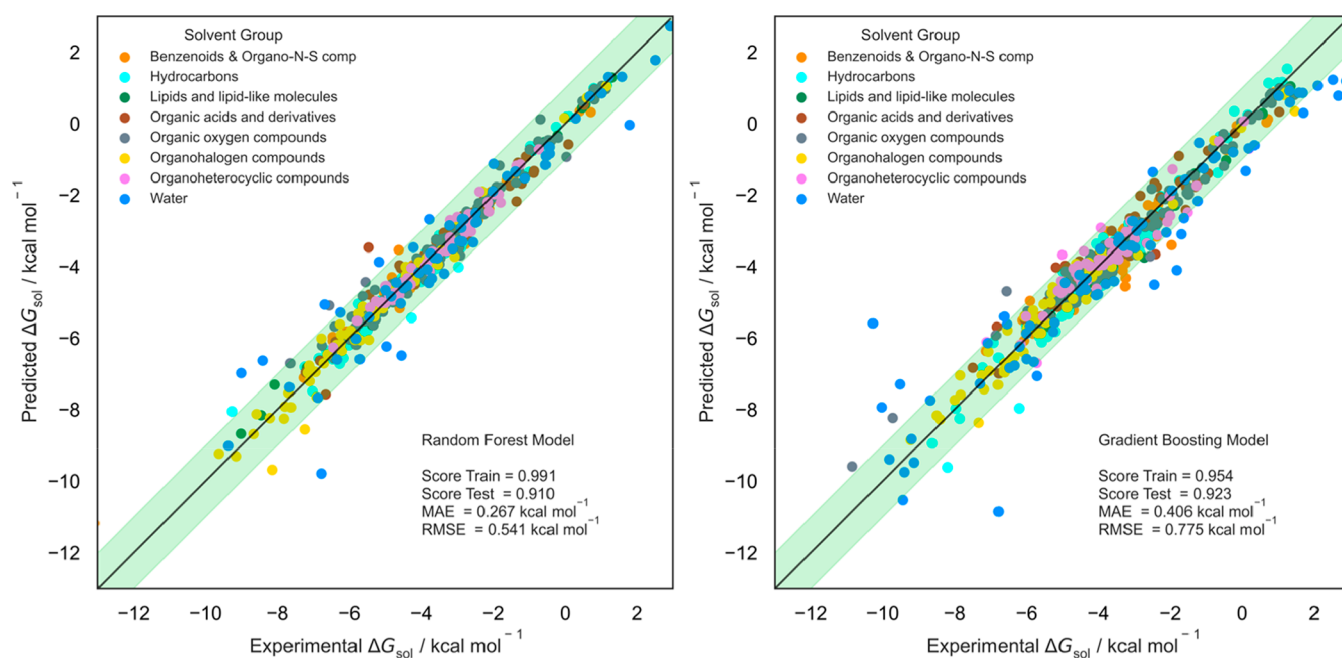 Solvent Group
Benzenoids & Organo-N-S comp
Hydrocarbons
Lipids and lipid-like molecules
Organic acids and derivatives
Organic oxygen compounds
Organohalogen compounds
Organoheterocyclic compounds
Water
Random Forest Model
Score Train = 0.991
Score Test = 0.910
MAE = 0.267 kcal mol⁻¹
RMSE = 0.541 kcal mol⁻¹
2
0
−2
−4
−6
−8
−10
−12
Predicted ΔG_sol / kcal mol⁻¹
−12 −10 −8 −6 −4 −2 0 2
Experimental ΔG_sol / kcal mol⁻¹
Solvent Group
Benzenoids & Organo-N-S comp
Hydrocarbons
Lipids and lipid-like molecules
Organic acids and derivatives
Organic oxygen compounds
Organohalogen compounds
Organoheterocyclic compounds
Water
Gradient Boosting Model
Score Train = 0.954
Score Test = 0.923
MAE = 0.406 kcal mol⁻¹
RMSE = 0.775 kcal mol⁻¹
2
0
−2
−4
−6
−8
−10
−12
Predicted ΔG_sol / kcal mol⁻¹
−12 −10 −8 −6 −4 −2 0 2
Experimental ΔG_sol / kcal mol⁻¹